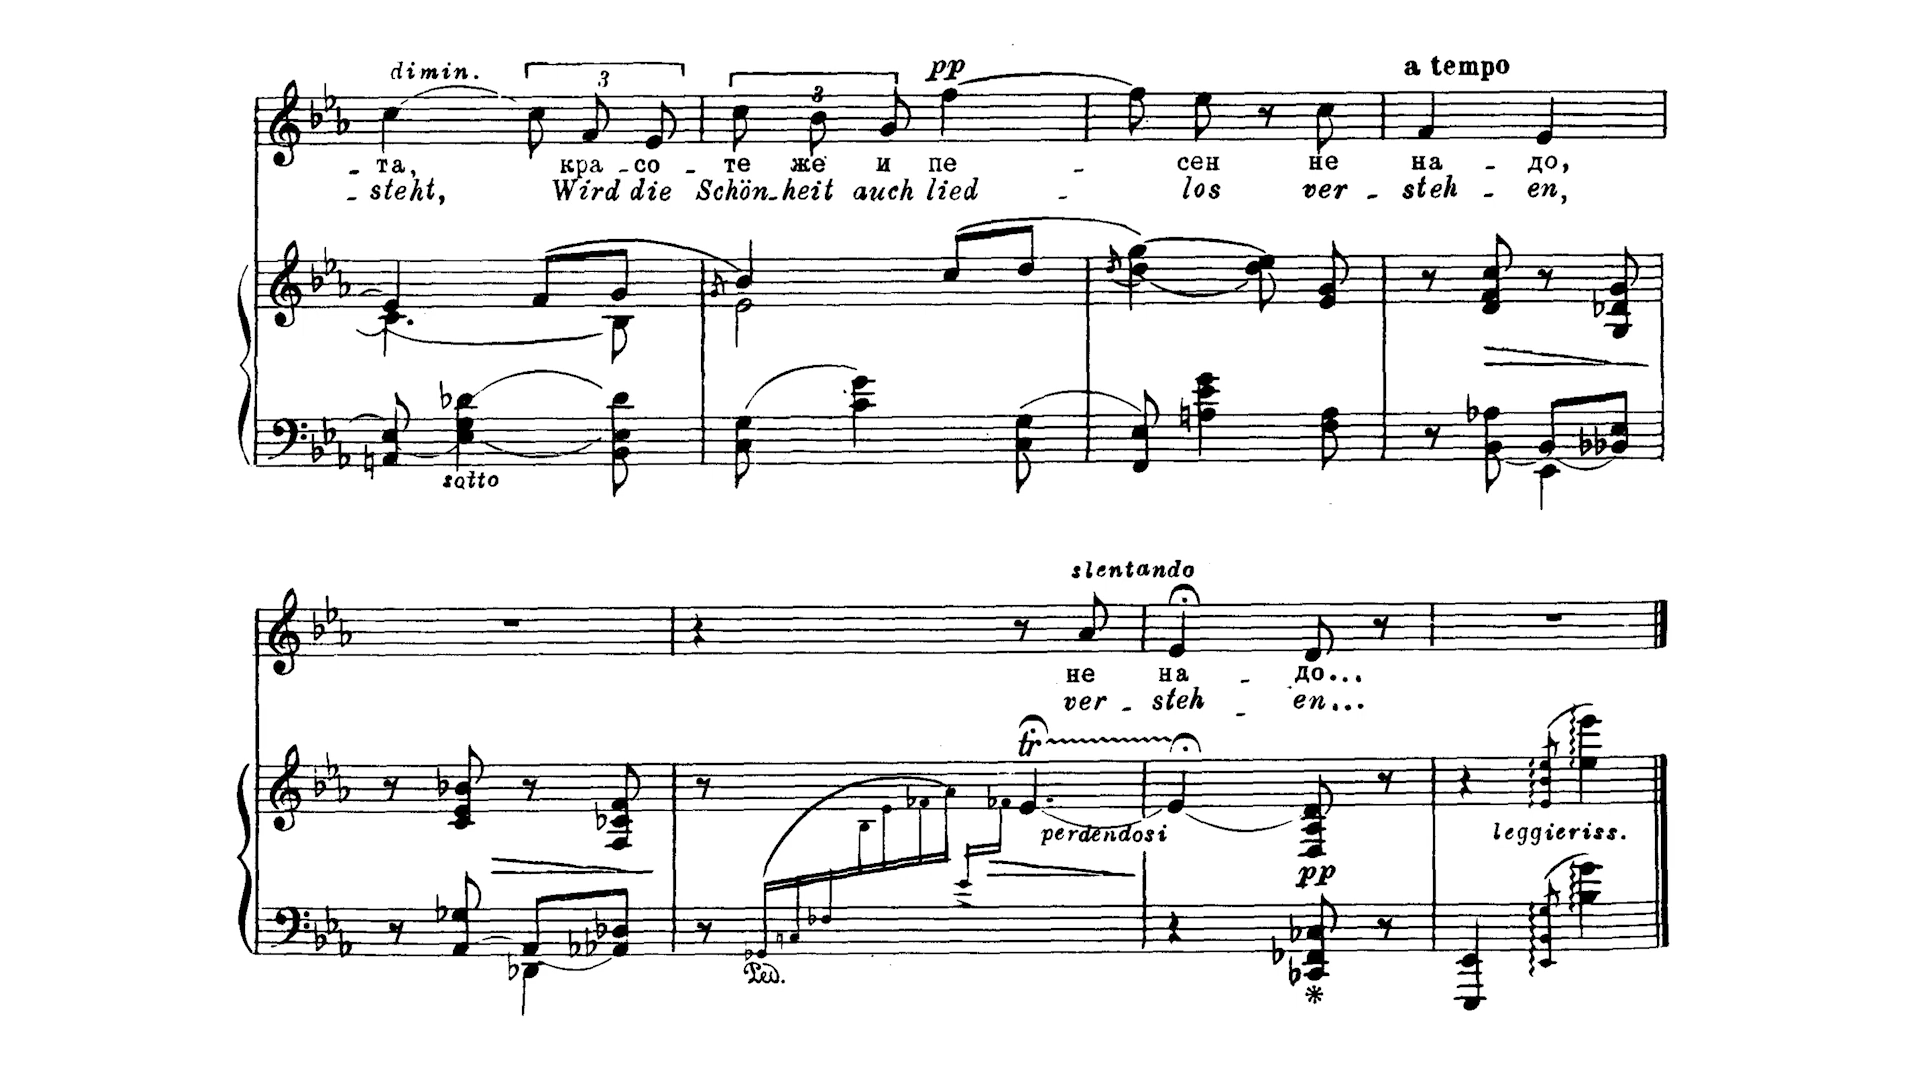 dimin. 3 3 pp a tempo
- та, кра - со - те же и пе - сен не на - до,
- steht, Wird die Schön - heit auch lied - los ver - steh - en,
sotto
slentando
не на - до...
ver - steh - en...
tr
perdendosi leggieriss.
pp
Ped. *